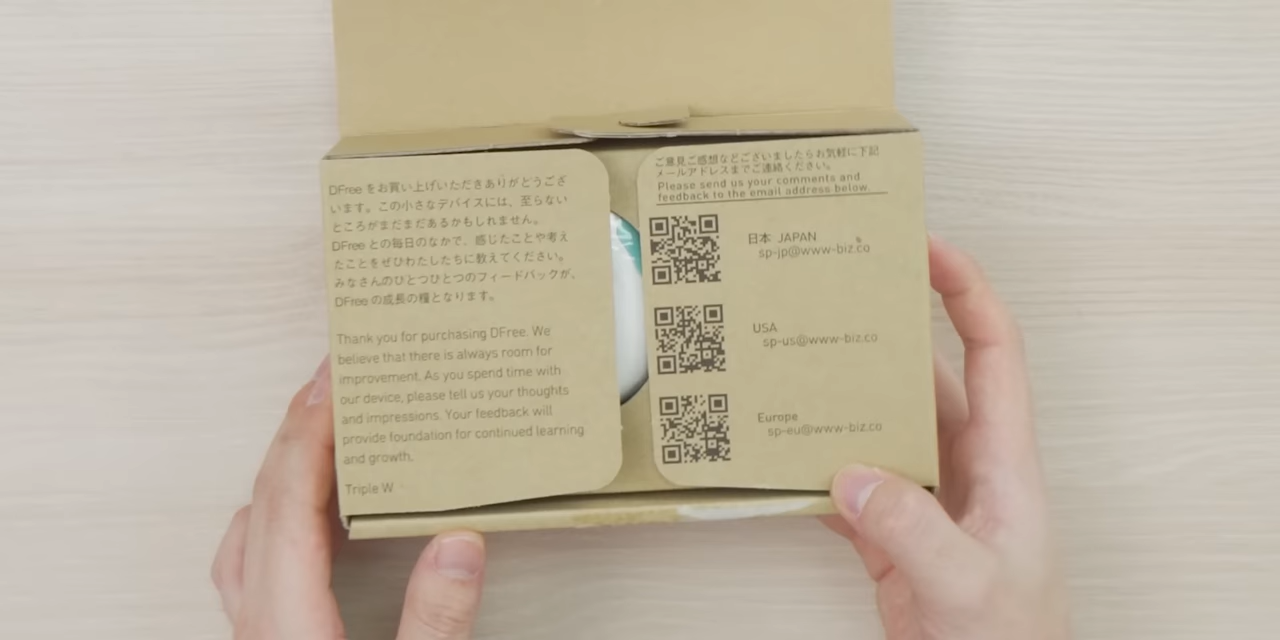 DFree をお買い上げいただきありがとうござ
います。この小さなデバイスには、至らない
ところがまだまだあるかもしれません。
DFree との毎日のなかで、感じたことや考え
たことをぜひわたしたちに教えてください。
みなさんのひとつひとつのフィードバックが、
DFree の成長の糧となります。
Thank you for purchasing DFree. We
believe that there is always room for
improvement. As you spend time with
our device, please tell us your thoughts
and impressions. Your feedback will
provide foundation for continued learning
and growth.
Triple W
ご意見ご感想などございましたらお気軽に下記
メールアドレスまでご連絡ください。
Please send us your comments and
feedback to the email address below.
日本 JAPAN
sp-jp@www-biz.co
USA
sp-us@www-biz.co
Europe
sp-eu@www-biz.co